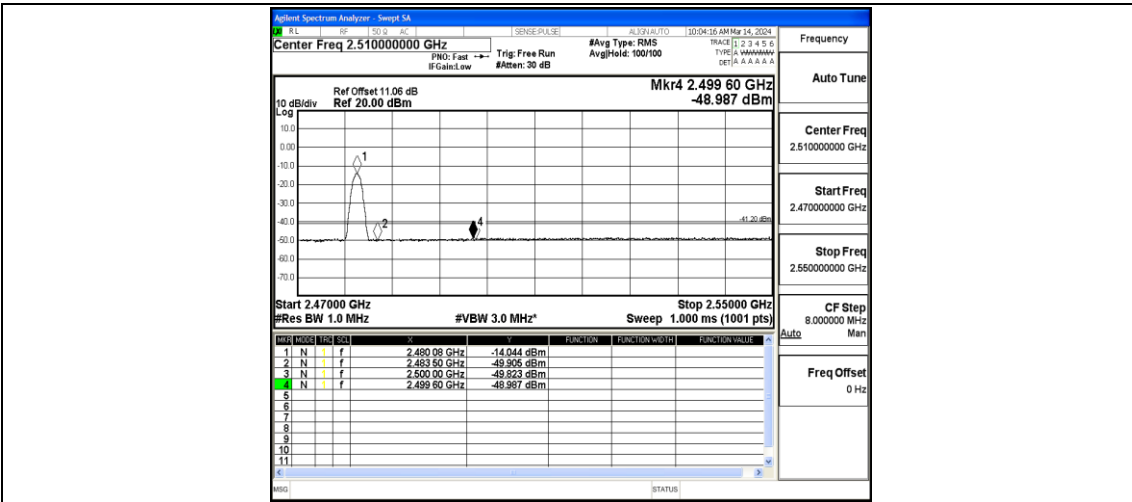 Agilent Spectrum Analyzer - Swept SA
RL RF 50 Ω AC SENSE:PULSE ALIGNAUTO 10:04:16 AM Mar 14, 2024
Center Freq 2.510000000 GHz
PNO: Fast
IFGain:Low
Trig: Free Run
#Atten: 30 dB
#Avg Type: RMS
Avg|Hold: 100/100
TRACE 1 2 3 4 5 6
TYPE A WWWWW
DET A A A A A A
Frequency
Auto Tune
Center Freq
2.510000000 GHz
Start Freq
2.470000000 GHz
Stop Freq
2.550000000 GHz
CF Step
8.000000 MHz
Auto Man
Freq Offset
0 Hz
Mkr4 2.499 60 GHz
-48.987 dBm
Ref Offset 11.06 dB
10 dB/div Ref 20.00 dBm
Log
10.0
0.00
-10.0
-20.0
-30.0
-40.0
-50.0
-60.0
-70.0
1
2
4
-41.20 dBm
Start 2.47000 GHz Stop 2.55000 GHz
#Res BW 1.0 MHz #VBW 3.0 MHz* Sweep 1.000 ms (1001 pts)
MKR MODE TRC SCL X Y FUNCTION FUNCTION WIDTH FUNCTION VALUE
1 N 1 f 2.480 08 GHz -14.044 dBm
2 N 1 f 2.483 50 GHz -49.905 dBm
3 N 1 f 2.500 00 GHz -49.823 dBm
4 N 1 f 2.499 60 GHz -48.987 dBm
5
6
7
8
9
10
11
MSG STATUS